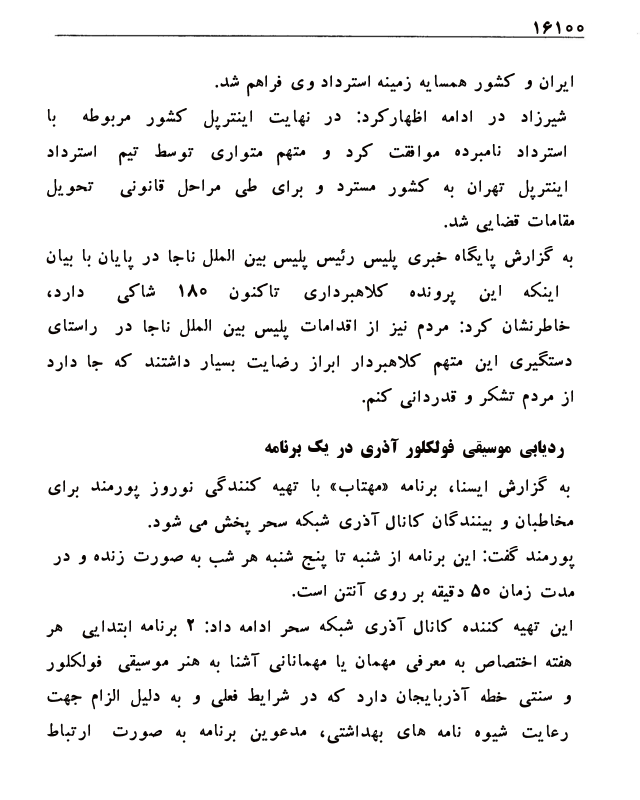 ۱۶۱۰۰
ایران و کشور همسایه زمینه استرداد وی فراهم شد.
شیرزاد در ادامه اظهارکرد: در نهایت اینترپل کشور مربوطه با
استرداد نامبرده موافقت کرد و متهم متواری توسط تیم استرداد
اینترپل تهران به کشور مسترد و برای طی مراحل قانونی تحویل
مقامات قضایی شد.
به گزارش پایگاه خبری پلیس رئیس پلیس بین الملل ناجا در پایان با بیان
اینکه این پرونده کلاهبرداری تاکنون ۱۸۰ شاکی دارد،
خاطرنشان کرد: مردم نیز از اقدامات پلیس بین الملل ناجا در راستای
دستگیری این متهم کلاهبردار ابراز رضایت بسیار داشتند که جا دارد
از مردم تشکر و قدردانی کنم.
ردیابی موسیقی فولکلور آذری در یک برنامه
به گزارش ایسنا، برنامه «مهتاب» با تهیه کنندگی نوروز پورمند برای
مخاطبان و بینندگان کانال آذری شبکه سحر پخش می شود.
پورمند گفت: این برنامه از شنبه تا پنج شنبه هر شب به صورت زنده و در
مدت زمان ۵۰ دقیقه بر روی آنتن است.
این تهیه کننده کانال آذری شبکه سحر ادامه داد: ۲ برنامه ابتدایی هر
هفته اختصاص به معرفی مهمان یا مهمانانی آشنا به هنر موسیقی فولکلور
و سنتی خطه آذربایجان دارد که در شرایط فعلی و به دلیل الزام جهت
رعایت شیوه نامه های بهداشتی، مدعوین برنامه به صورت ارتباط